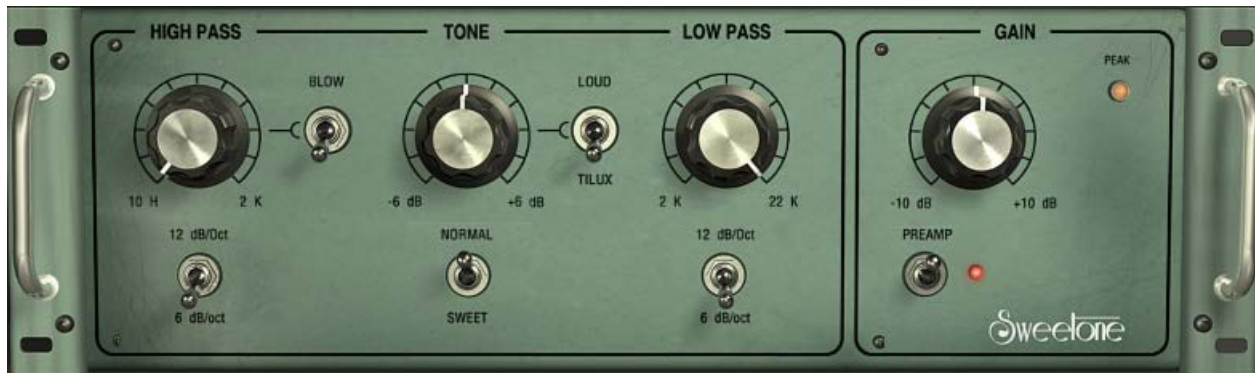 HIGH PASS TONE LOW PASS GAIN
PEAK
BLOW LOUD
TILUX
10 H 2 K -6 dB +6 dB 2 K 22 K -10 dB +10 dB
12 dB/Oct NORMAL 12 dB/Oct PREAMP
6 dB/oct SWEET 6 dB/oct
Sweetone